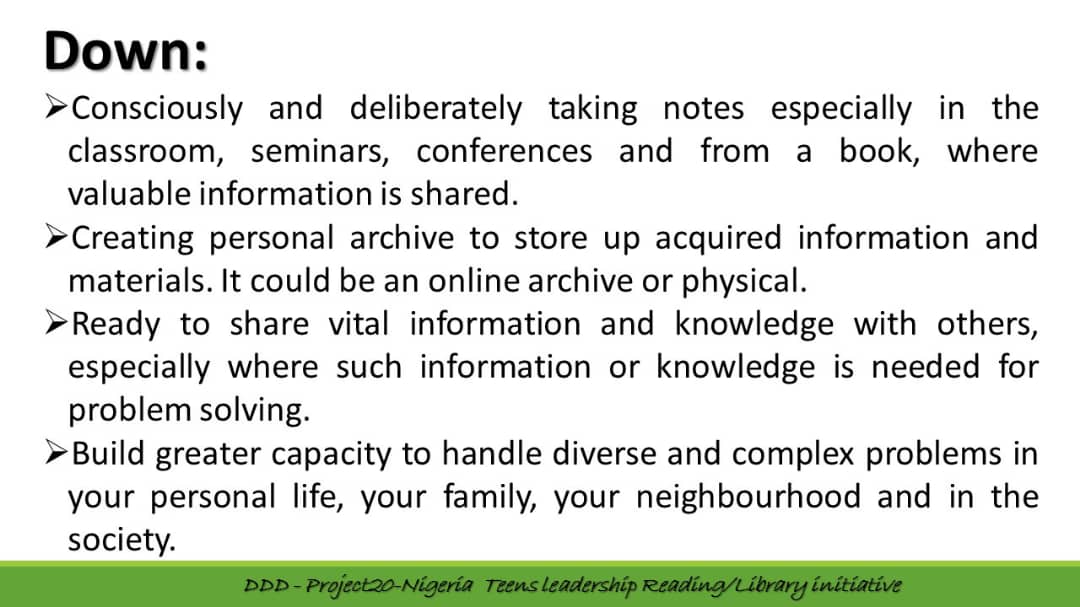 Down:
➢Consciously and deliberately taking notes especially in the
classroom, seminars, conferences and from a book, where
valuable information is shared.
➢Creating personal archive to store up acquired information and
materials. It could be an online archive or physical.
➢Ready to share vital information and knowledge with others,
especially where such information or knowledge is needed for
problem solving.
➢Build greater capacity to handle diverse and complex problems in
your personal life, your family, your neighbourhood and in the
society.
DDD - Project20-Nigeria Teens leadership Reading/Library initiative